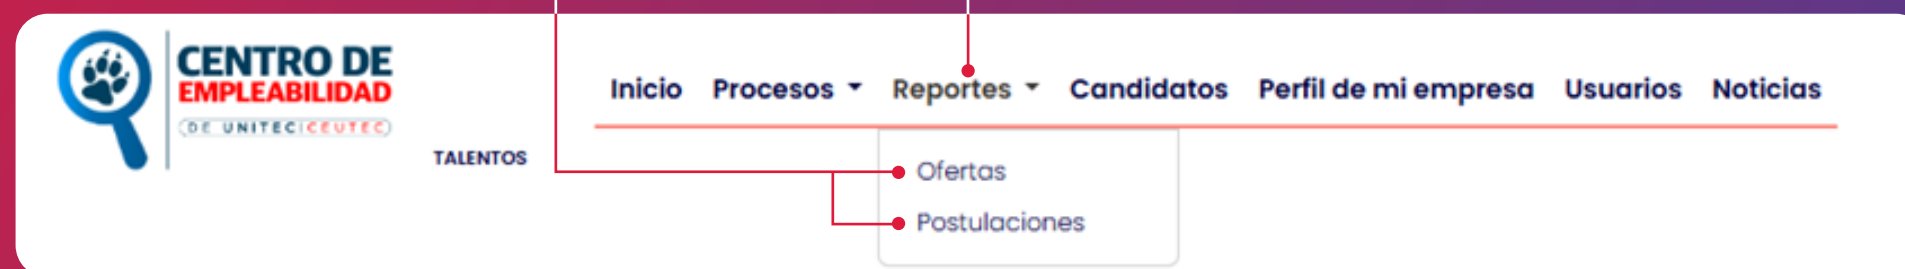 CENTRO DE
EMPLEABILIDAD
(DE UNITEC|CEUTEC)
TALENTOS
Inicio Procesos Reportes Candidatos Perfil de mi empresa Usuarios Noticias
Ofertas
Postulaciones